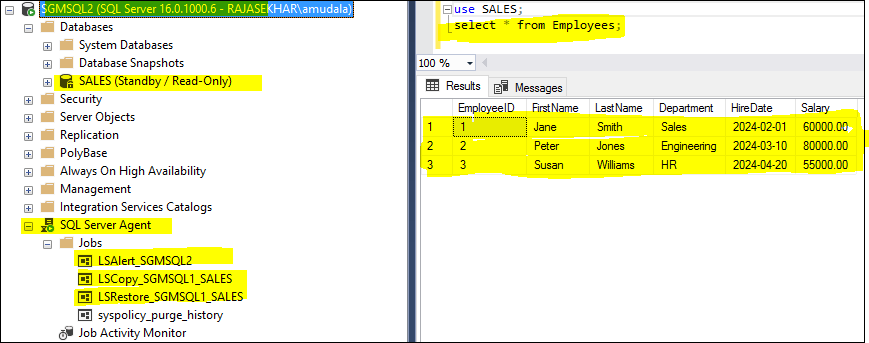 SGMSQL2 (SQL Server 16.0.1000.6 - RAJASEKHAR\amudala)
Databases
System Databases
Database Snapshots
SALES (Standby / Read-Only)
Security
Server Objects
Replication
PolyBase
Always On High Availability
Management
Integration Services Catalogs
SQL Server Agent
Jobs
LSAlert_SGMSQL2
LSCopy_SGMSQL1_SALES
LSRestore_SGMSQL1_SALES
syspolicy_purge_history
Job Activity Monitor
use SALES;
select * from Employees;
100 %
Results Messages
EmployeeID FirstName LastName Department HireDate Salary
1 1 Jane Smith Sales 2024-02-01 60000.00
2 2 Peter Jones Engineering 2024-03-10 80000.00
3 3 Susan Williams HR 2024-04-20 55000.00